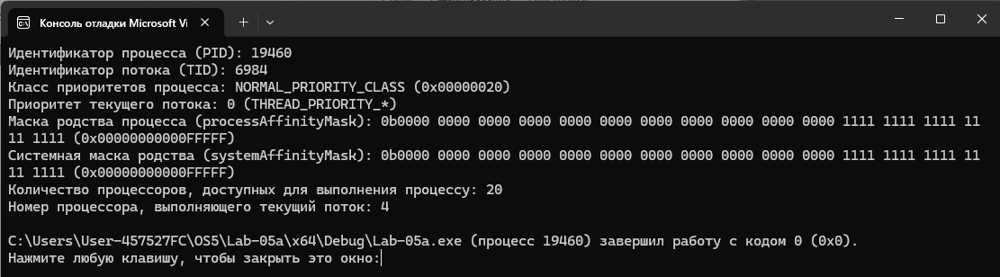 Консоль отладки Microsoft Vi
Идентификатор процесса (PID): 19460
Идентификатор потока (TID): 6984
Класс приоритетов процесса: NORMAL_PRIORITY_CLASS (0x00000020)
Приоритет текущего потока: 0 (THREAD_PRIORITY_*)
Маска родства процесса (processAffinityMask): 0b0000 0000 0000 0000 0000 0000 0000 0000 0000 0000 0000 1111 1111 1111 11
11 1111 (0x00000000000FFFFF)
Системная маска родства (systemAffinityMask): 0b0000 0000 0000 0000 0000 0000 0000 0000 0000 0000 0000 1111 1111 1111 11
11 1111 (0x00000000000FFFFF)
Количество процессоров, доступных для выполнения процессу: 20
Номер процессора, выполняющего текущий поток: 4
C:\Users\User-457527FC\OS5\Lab-05a\x64\Debug\Lab-05a.exe (процесс 19460) завершил работу с кодом 0 (0x0).
Нажмите любую клавишу, чтобы закрыть это окно: